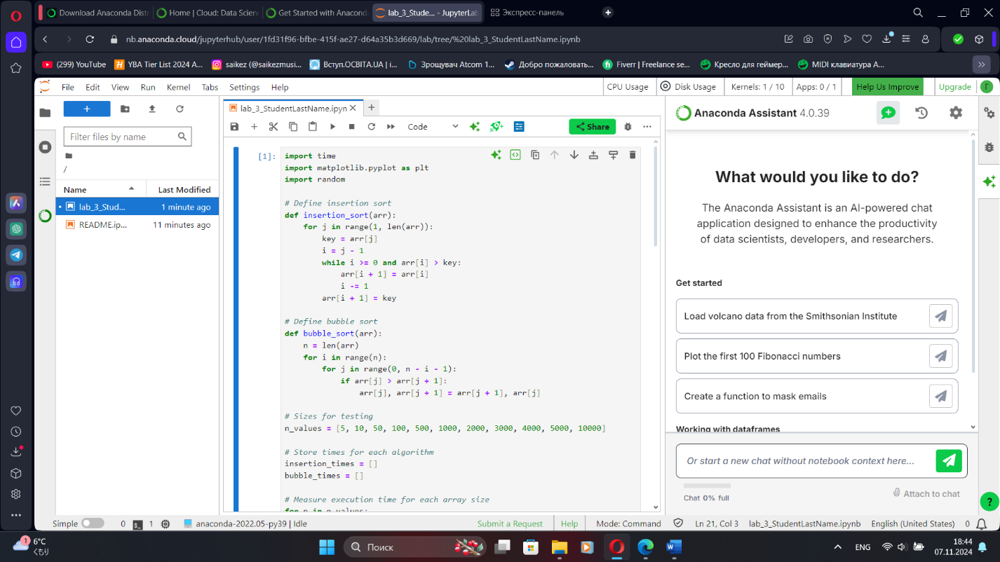 Download Anaconda Distr
Home | Cloud: Data Scienc
Get Started with Anaconda
lab_3_Stude... - JupyterLab
Экспресс-панель
nb.anaconda.cloud/jupyterhub/user/1fd31f96-bfbe-415f-ae27-d64a35b3d669/lab/tree/%20lab_3_StudentLastName.ipynb
(299) YouTube
YBA Tier List 2024 A...
saikez (@saikezmusi...
Вступ.ОСВІТА.UA | i...
Зрощувач Atcom 1...
Добро пожаловать...
Fiverr | Freelance se...
Кресло для геймер...
MIDI клавиатура A...
File Edit View Run Kernel Tabs Settings Help
CPU Usage
Disk Usage
Kernels: 1 / 10
Apps: 0 / 1
Help Us Improve
Upgrade
Г
Filter files by name
/
Name Last Modified
lab_3_Stud... 1 minute ago
README.ip... 11 minutes ago
lab_3_StudentLastName.ipyn
Code
Share
[1]:
import time
import matplotlib.pyplot as plt
import random
# Define insertion sort
def insertion_sort(arr):
for j in range(1, len(arr)):
key = arr[j]
i = j - 1
while i >= 0 and arr[i] > key:
arr[i + 1] = arr[i]
i -= 1
arr[i + 1] = key
# Define bubble sort
def bubble_sort(arr):
n = len(arr)
for i in range(n):
for j in range(0, n - i - 1):
if arr[j] > arr[j + 1]:
arr[j], arr[j + 1] = arr[j + 1], arr[j]
# Sizes for testing
n_values = [5, 10, 50, 100, 500, 1000, 2000, 3000, 4000, 5000, 10000]
# Store times for each algorithm
insertion_times = []
bubble_times = []
# Measure execution time for each array size
for n in n_values:
Anaconda Assistant 4.0.39
What would you like to do?
The Anaconda Assistant is an AI-powered chat
application designed to enhance the productivity
of data scientists, developers, and researchers.
Get started
Load volcano data from the Smithsonian Institute
Plot the first 100 Fibonacci numbers
Create a function to mask emails
Working with dataframes
Or start a new chat without notebook context here...
Chat 0% full
Attach to chat
?
Simple
0
1
anaconda-2022.05-py39 | Idle
Submit a Request
Help
Mode: Command
Ln 21, Col 3
lab_3_StudentLastName.ipynb
English (United States)
0
1
6°C
くもり
Поиск
ENG
18:44
07.11.2024